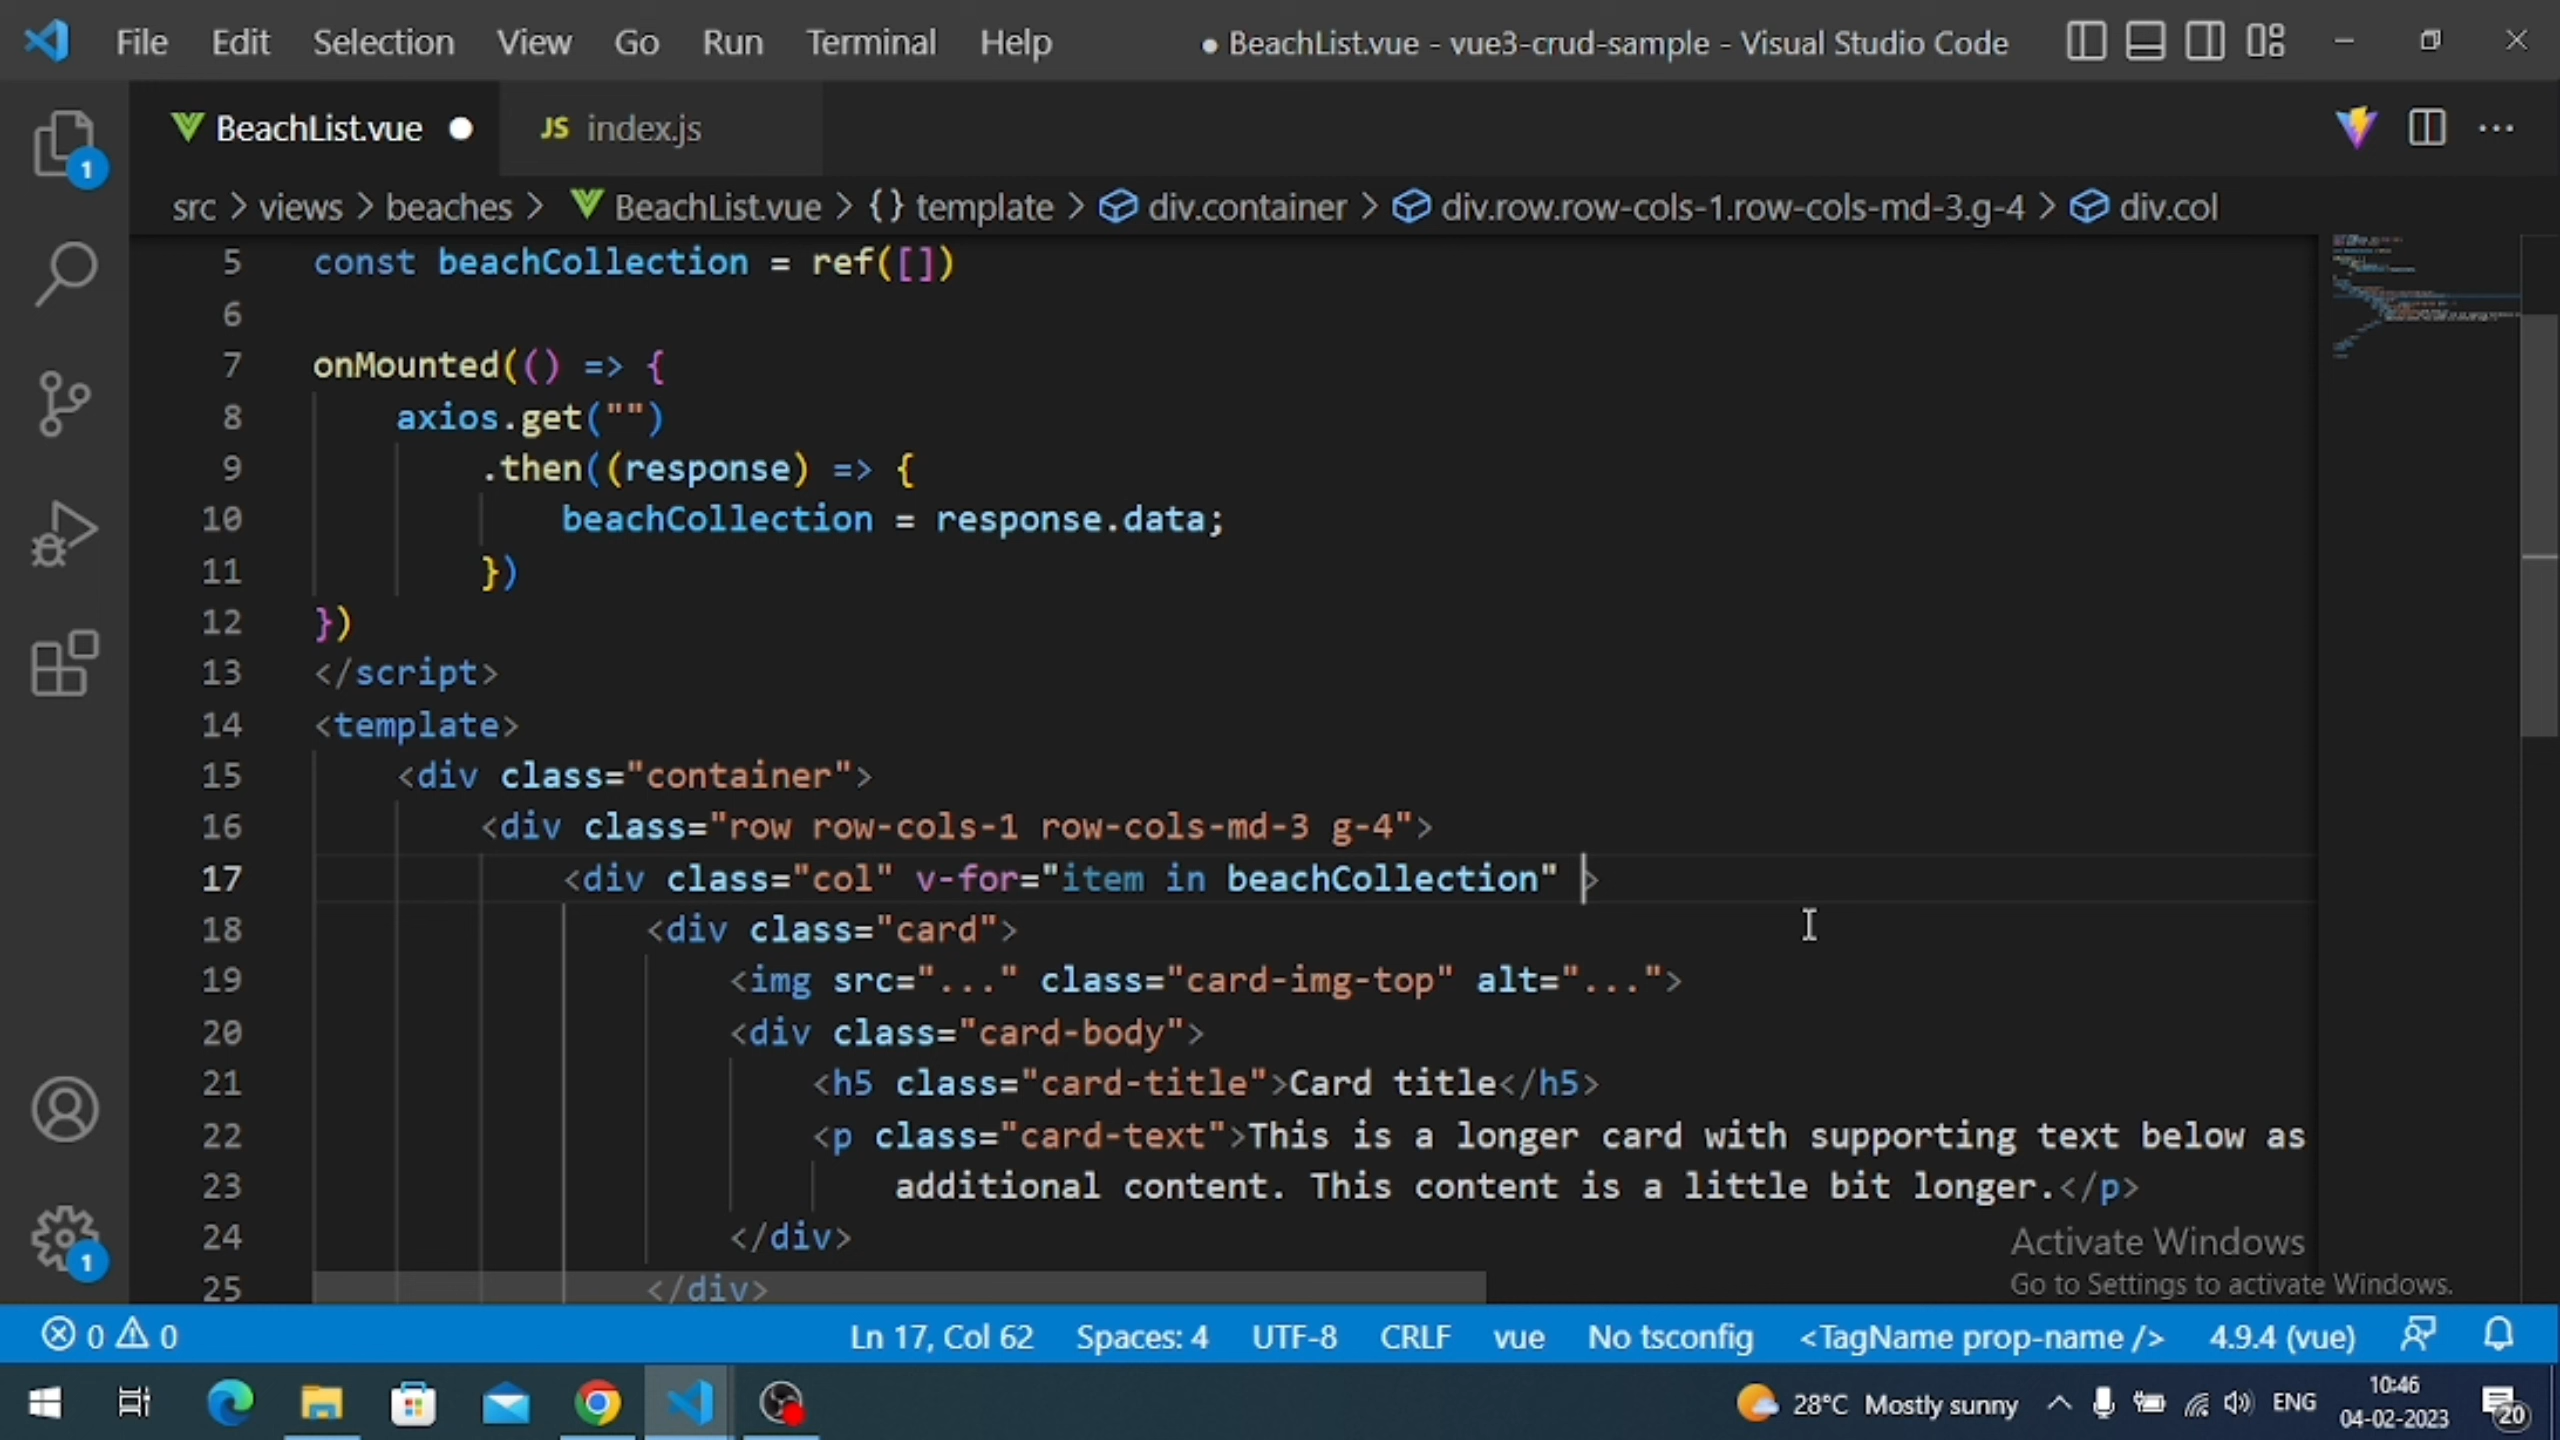 File Edit Selection View Go Run Terminal Help ● BeachList.vue - vue3-crud-sample - Visual Studio Code
BeachList.vue ● JS index.js
1
src > views > beaches > BeachList.vue > {} template > div.container > div.row.row-cols-1.row-cols-md-3.g-4 > div.col
5 const beachCollection = ref([])
6
7 onMounted(() => {
8 axios.get("")
9 .then((response) => {
10 beachCollection = response.data;
11 })
12 })
13 </script>
14 <template>
15 <div class="container">
16 <div class="row row-cols-1 row-cols-md-3 g-4">
17 <div class="col" v-for="item in beachCollection" >
18 <div class="card">
19 <img src="..." class="card-img-top" alt="...">
20 <div class="card-body">
21 <h5 class="card-title">Card title</h5>
22 <p class="card-text">This is a longer card with supporting text below as
23 additional content. This content is a little bit longer.</p>
24 </div>
25 </div>
1
Activate Windows
Go to Settings to activate Windows.
0 0 Ln 17, Col 62 Spaces: 4 UTF-8 CRLF vue No tsconfig <TagName prop-name /> 4.9.4 (vue)
28°C Mostly sunny ENG 10:46
04-02-2023 20